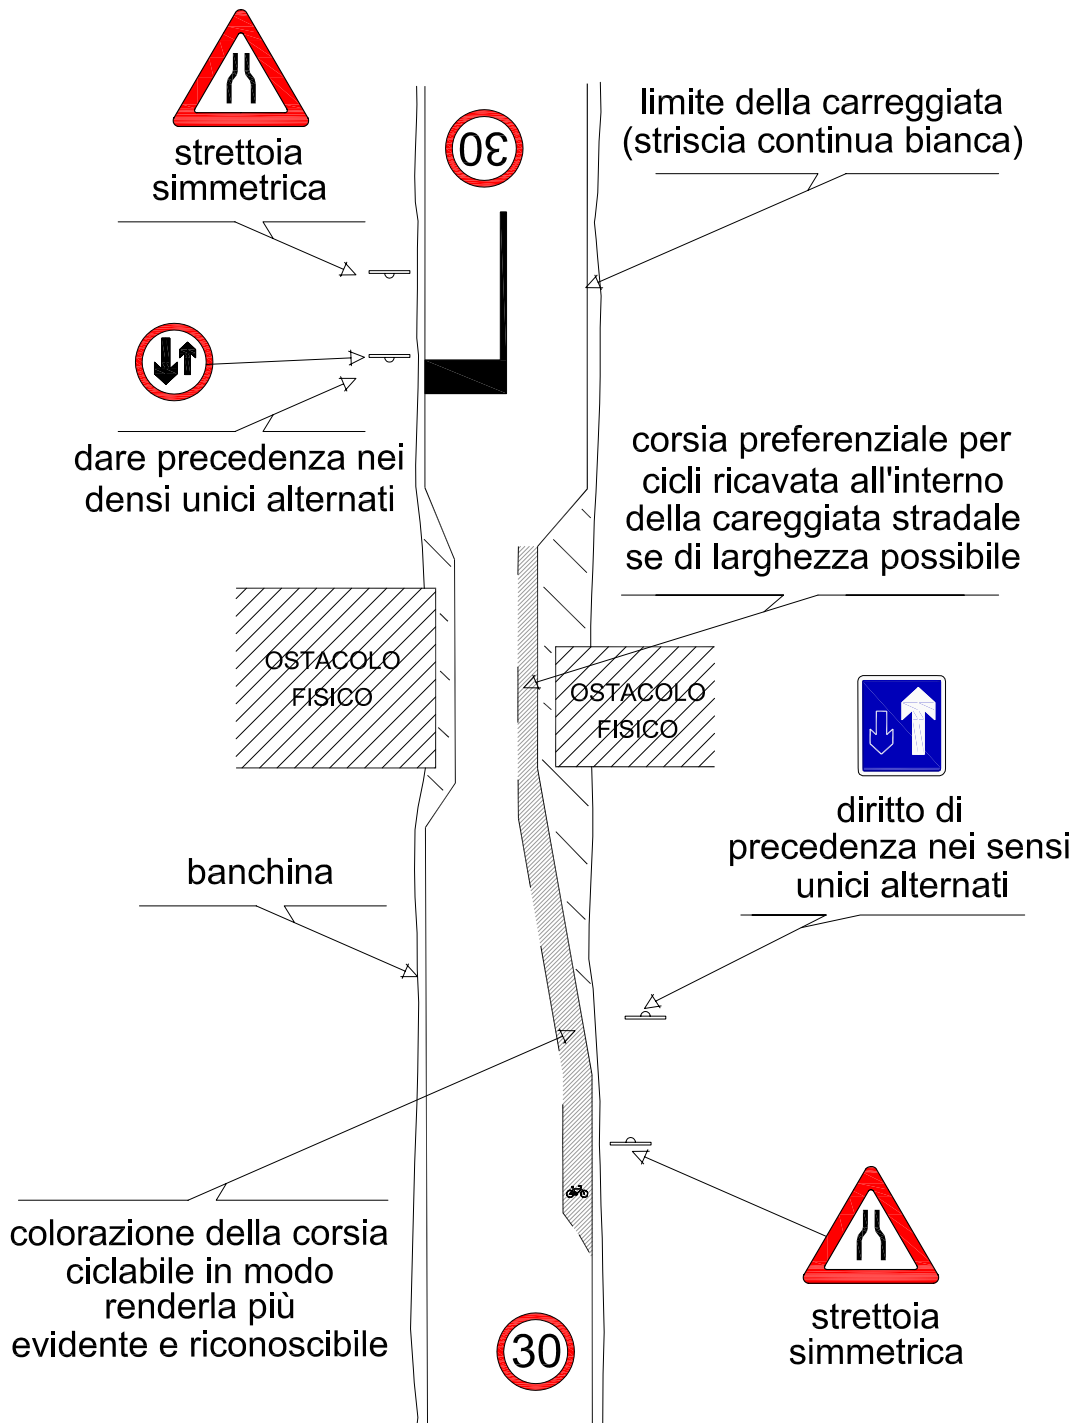 strettoia
simmetrica
30
limite della carreggiata
(striscia continua bianca)
dare precedenza nei
densi unici alternati
corsia preferenziale per
cicli ricavata all'interno
della careggiata stradale
se di larghezza possibile
OSTACOLO
FISICO
OSTACOLO
FISICO
diritto di
precedenza nei sensi
unici alternati
banchina
colorazione della corsia
ciclabile in modo
renderla più
evidente e riconoscibile
30
strettoia
simmetrica